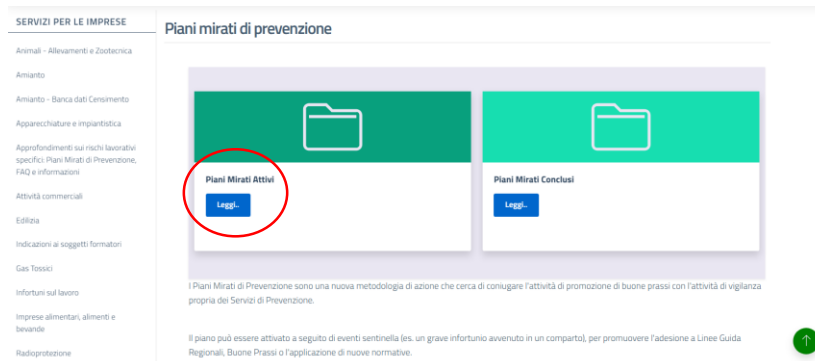 SERVIZI PER LE IMPRESE
Animali - Allevamenti e Zootecnica
Amianto
Amianto - Banca dati Censimento
Apparecchiature e impiantistica
Approfondimenti sui rischi lavorativi
specifici: Piani Mirati di Prevenzione,
FAQ e informazioni
Attività commerciali
Edilizia
Indicazioni ai soggetti formatori
Gas Tossici
Infortuni sul lavoro
Imprese alimentari, alimenti e
bevande
Radioprotezione
Piani mirati di prevenzione
Piani Mirati Attivi
Leggi..
Piani Mirati Conclusi
Leggi..
I Piani Mirati di Prevenzione sono una nuova metodologia di azione che cerca di coniugare l'attività di promozione di buone prassi con l'attività di vigilanza
propria dei Servizi di Prevenzione.
Il piano può essere attivato a seguito di eventi sentinella (es. un grave infortunio avvenuto in un comparto), per promuovere l'adesione a Linee Guida
Regionali, Buone Prassi o l'applicazione di nuove normative.